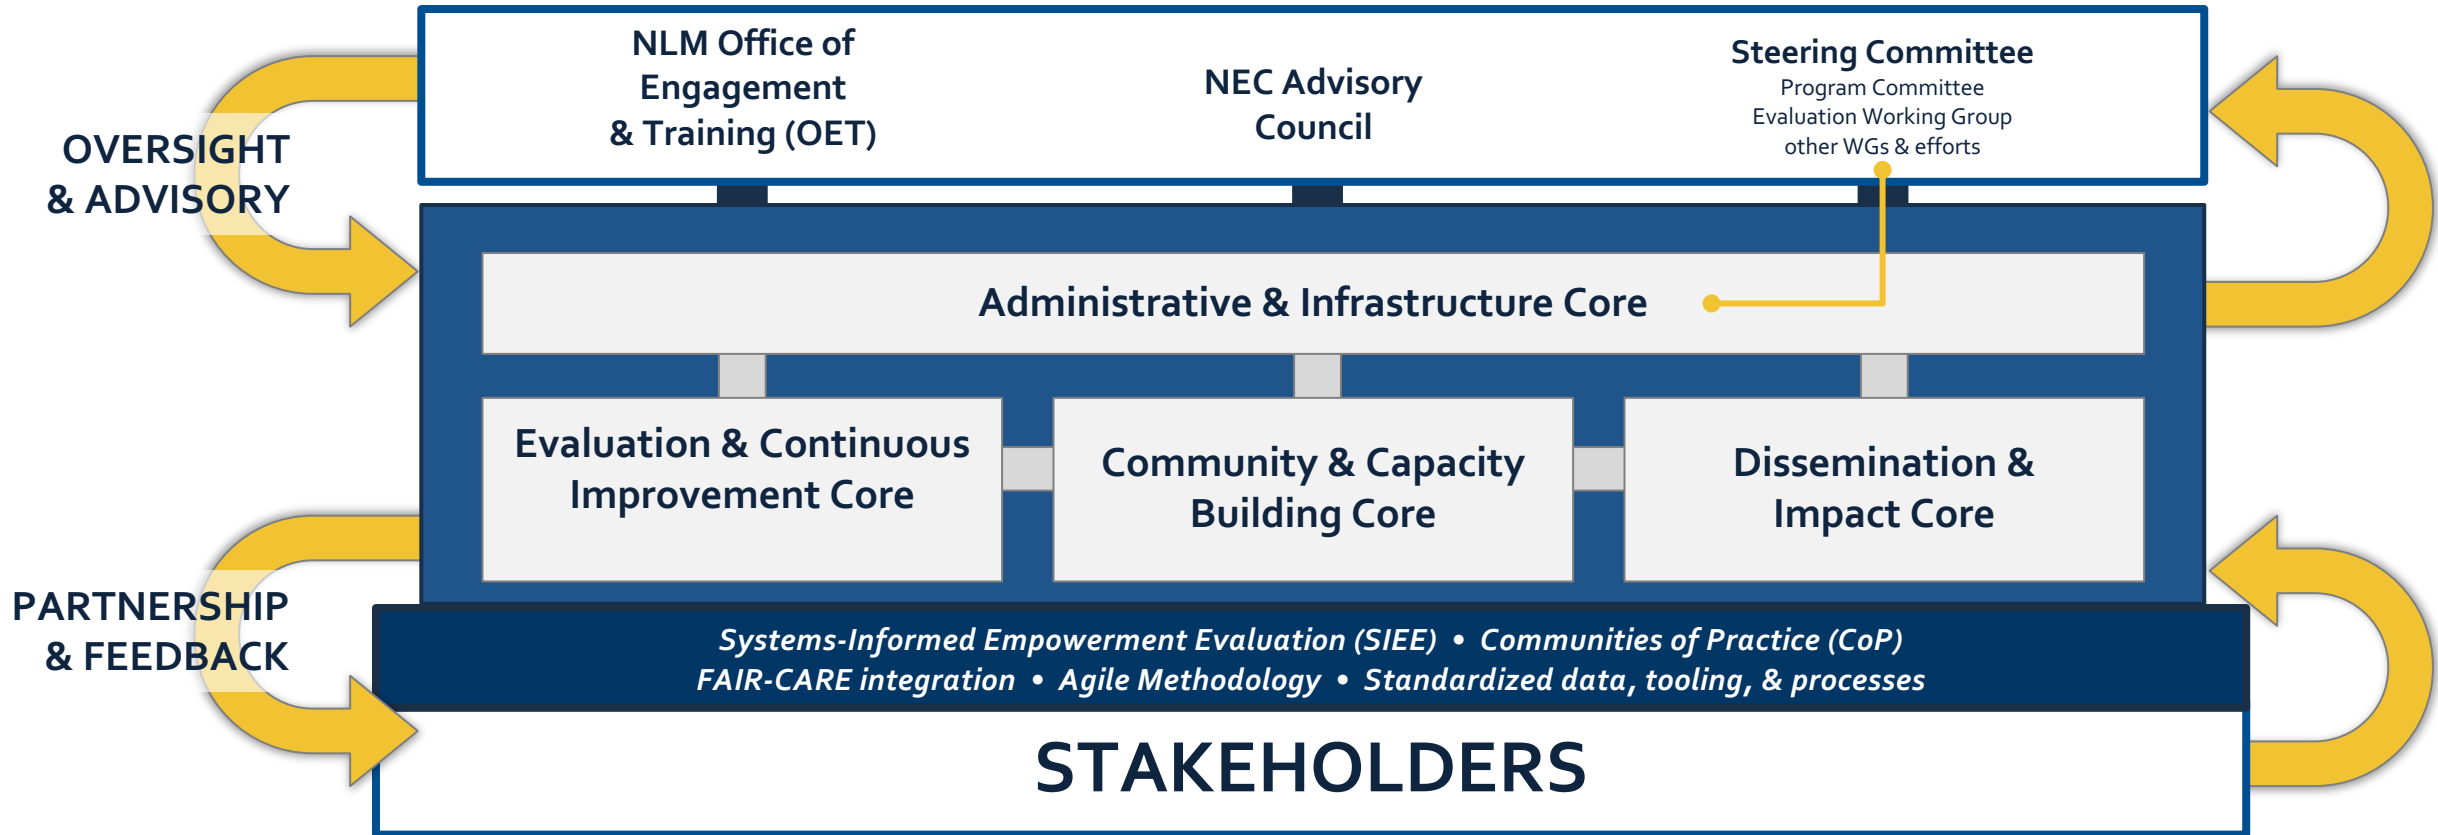 NLM Office of
Engagement
& Training (OET)
NEC Advisory
Council
Steering Committee
Program Committee
Evaluation Working Group
other WGs & efforts
OVERSIGHT
& ADVISORY
Administrative & Infrastructure Core
Evaluation & Continuous
Improvement Core
Community & Capacity
Building Core
Dissemination &
Impact Core
PARTNERSHIP
& FEEDBACK
Systems-Informed Empowerment Evaluation (SIEE) • Communities of Practice (CoP)
FAIR-CARE integration • Agile Methodology • Standardized data, tooling, & processes
STAKEHOLDERS